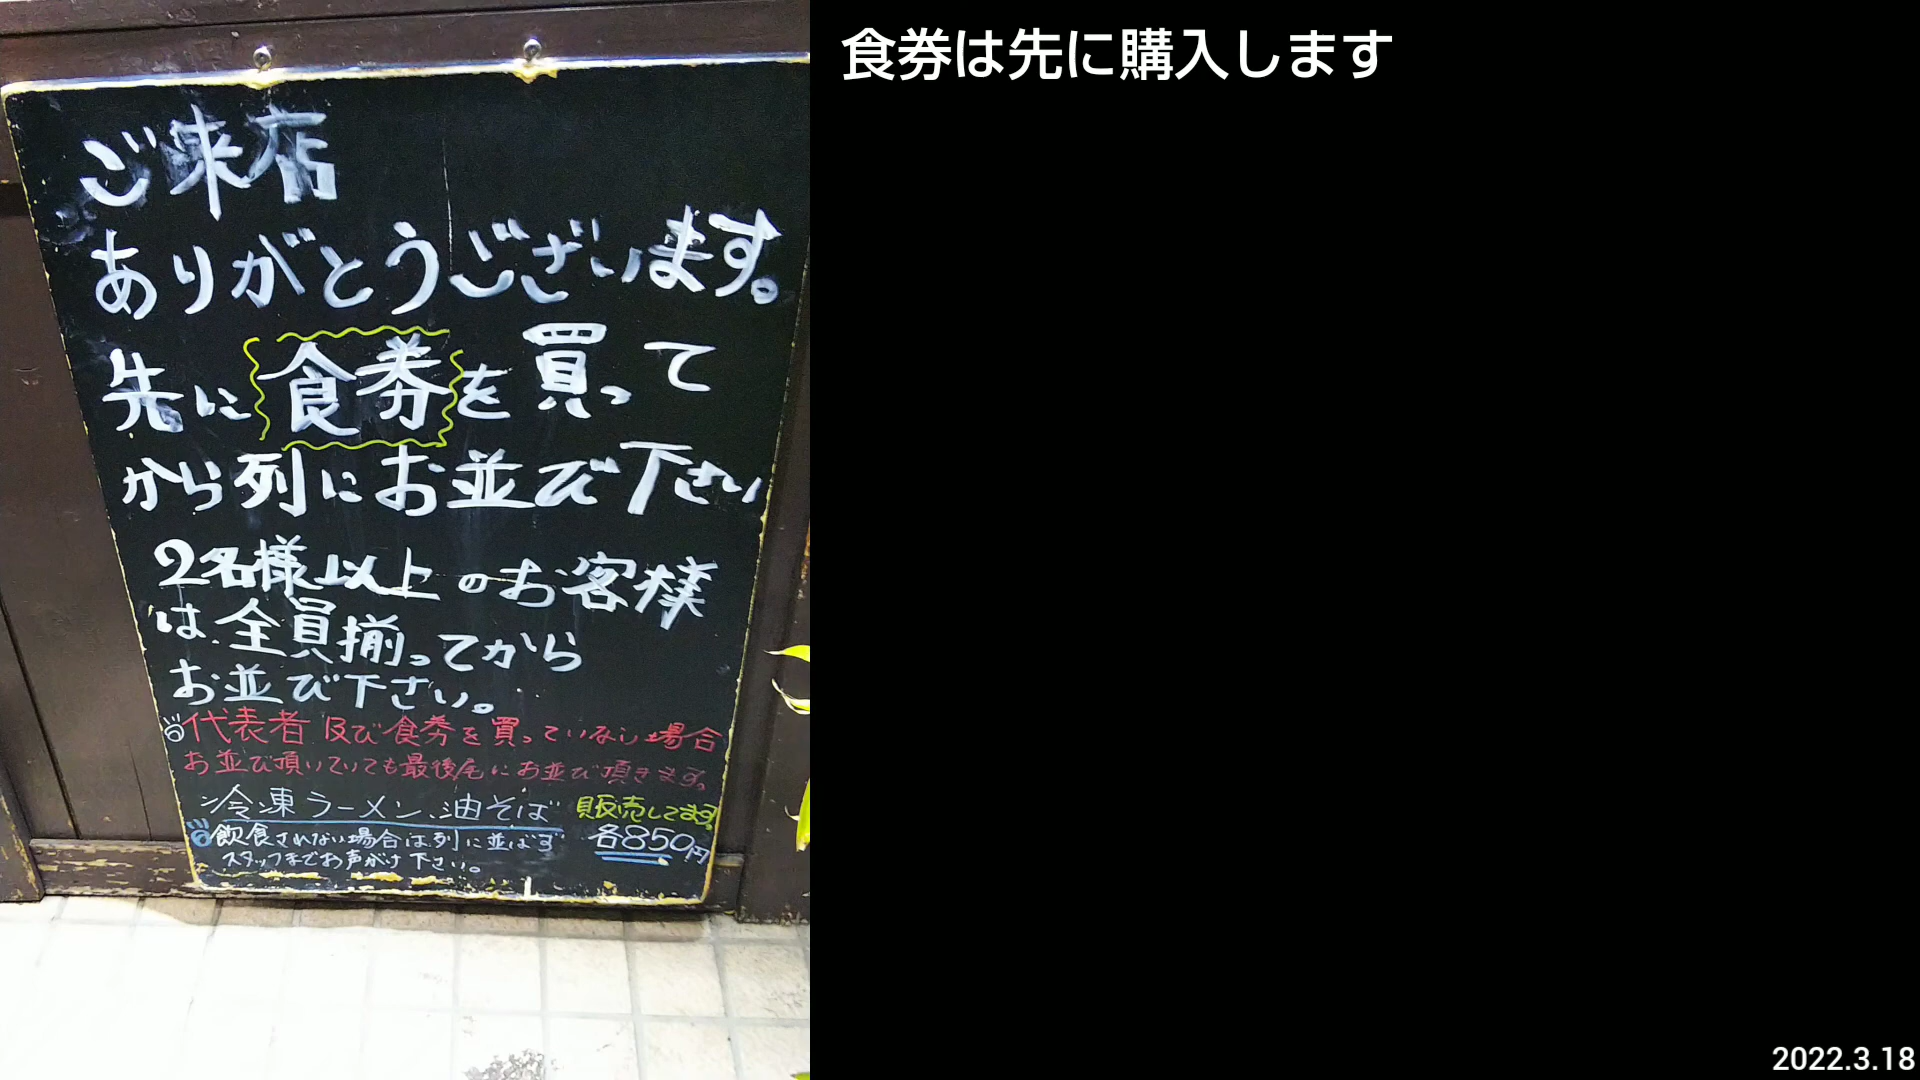 ご来店
ありがとうございます。
先に食券を買って
から列にお並び下さい
2名様以上のお客様
は全員揃ってから
お並び下さい。
代表者及び食券を買っていない場合
お並び頂いていても最後尾にお並び頂きます。
冷凍ラーメン、油そば 販売してます。
飲食されない場合は列に並ばず 各850円
スタッフまでお声がけ下さい。
食券は先に購入します
2022.3.18